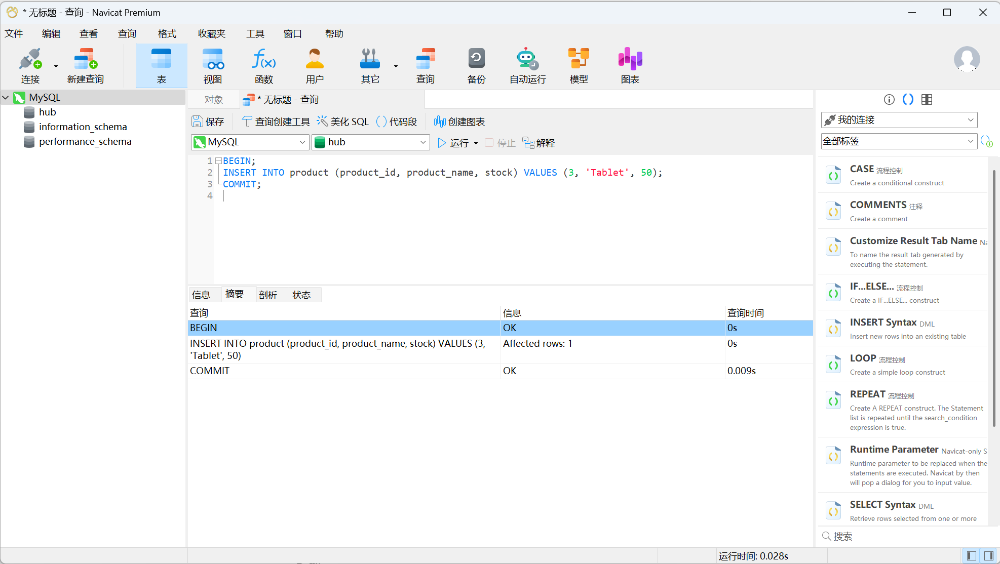 * 无标题 - 查询 - Navicat Premium
文件 编辑 查看 查询 格式 收藏夹 工具 窗口 帮助
连接 新建查询 表 视图 函数 用户 其它 查询 备份 自动运行 模型 图表
MySQL
hub
information_schema
performance_schema
对象 * 无标题 - 查询
保存 查询创建工具 美化 SQL 代码段 创建图表
MySQL hub 运行 停止 解释
1 BEGIN;
2 INSERT INTO product (product_id, product_name, stock) VALUES (3, 'Tablet', 50);
3 COMMIT;
4
信息 摘要 剖析 状态
查询 信息 查询时间
BEGIN OK 0s
INSERT INTO product (product_id, product_name, stock) VALUES (3, Affected rows: 1 0s
'Tablet', 50)
COMMIT OK 0.009s
我的连接
全部标签
CASE 流程控制
Create a conditional construct
COMMENTS 注释
Create a comment
Customize Result Tab Name Na
To name the result tab generated by
executing the statement.
IF...ELSE... 流程控制
Create a IF...ELSE... construct
INSERT Syntax DML
Insert new rows into an existing table
LOOP 流程控制
Create a simple loop construct
REPEAT 流程控制
Create A REPEAT construct. The Statement
list is repeated until the search_condition
expression is true.
Runtime Parameter Navicat-only S
Runtime parameter to be replaced when the
statements are executed. Navicat by then
will pop a dialog for you to input value.
SELECT Syntax DML
Retrieve rows selected from one or more
搜索
运行时间: 0.028s